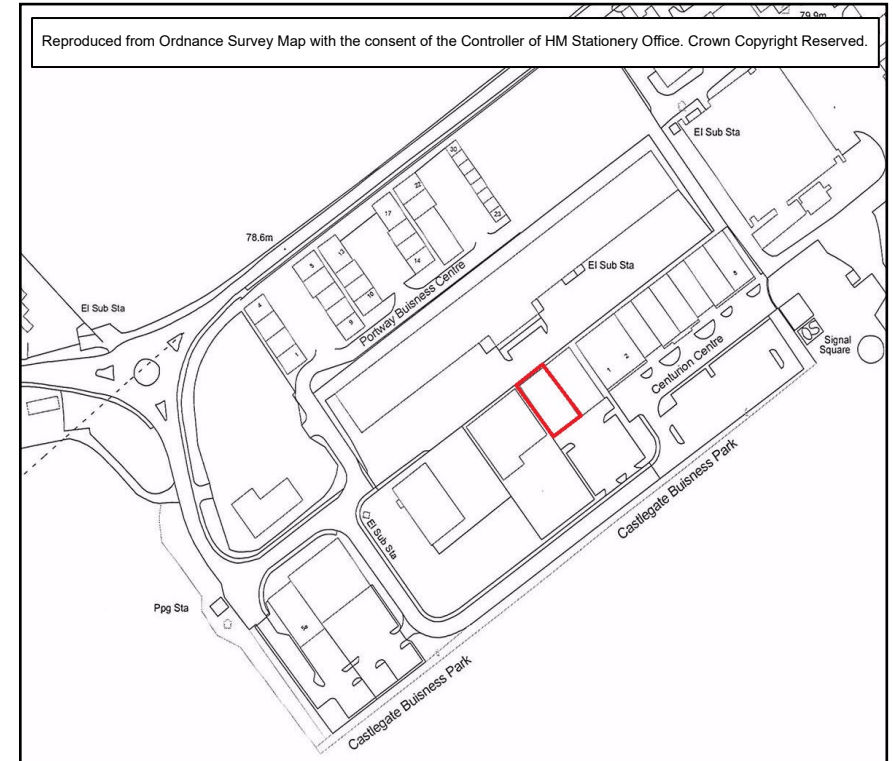 79.9m
Reproduced from Ordnance Survey Map with the consent of the Controller of HM Stationery Office. Crown Copyright Reserved.
El Sub Sta
30
22
17
23
78.6m
13
14
5
Portway Buisness Centre
El Sub Sta
10
8
El Sub Sta
4
9
Signal
Square
1
1
2
Centurion Centre
Castlegate Buisness Park
El Sub Sta
Ppg Sta
5a
Castlegate Buisness Park